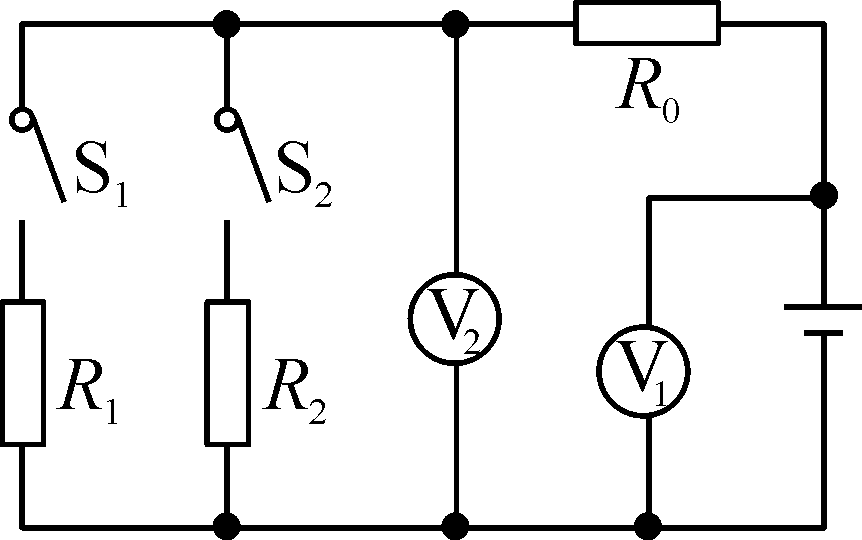 R₀
S₁
S₂
V₂
V₁
R₁
R₂